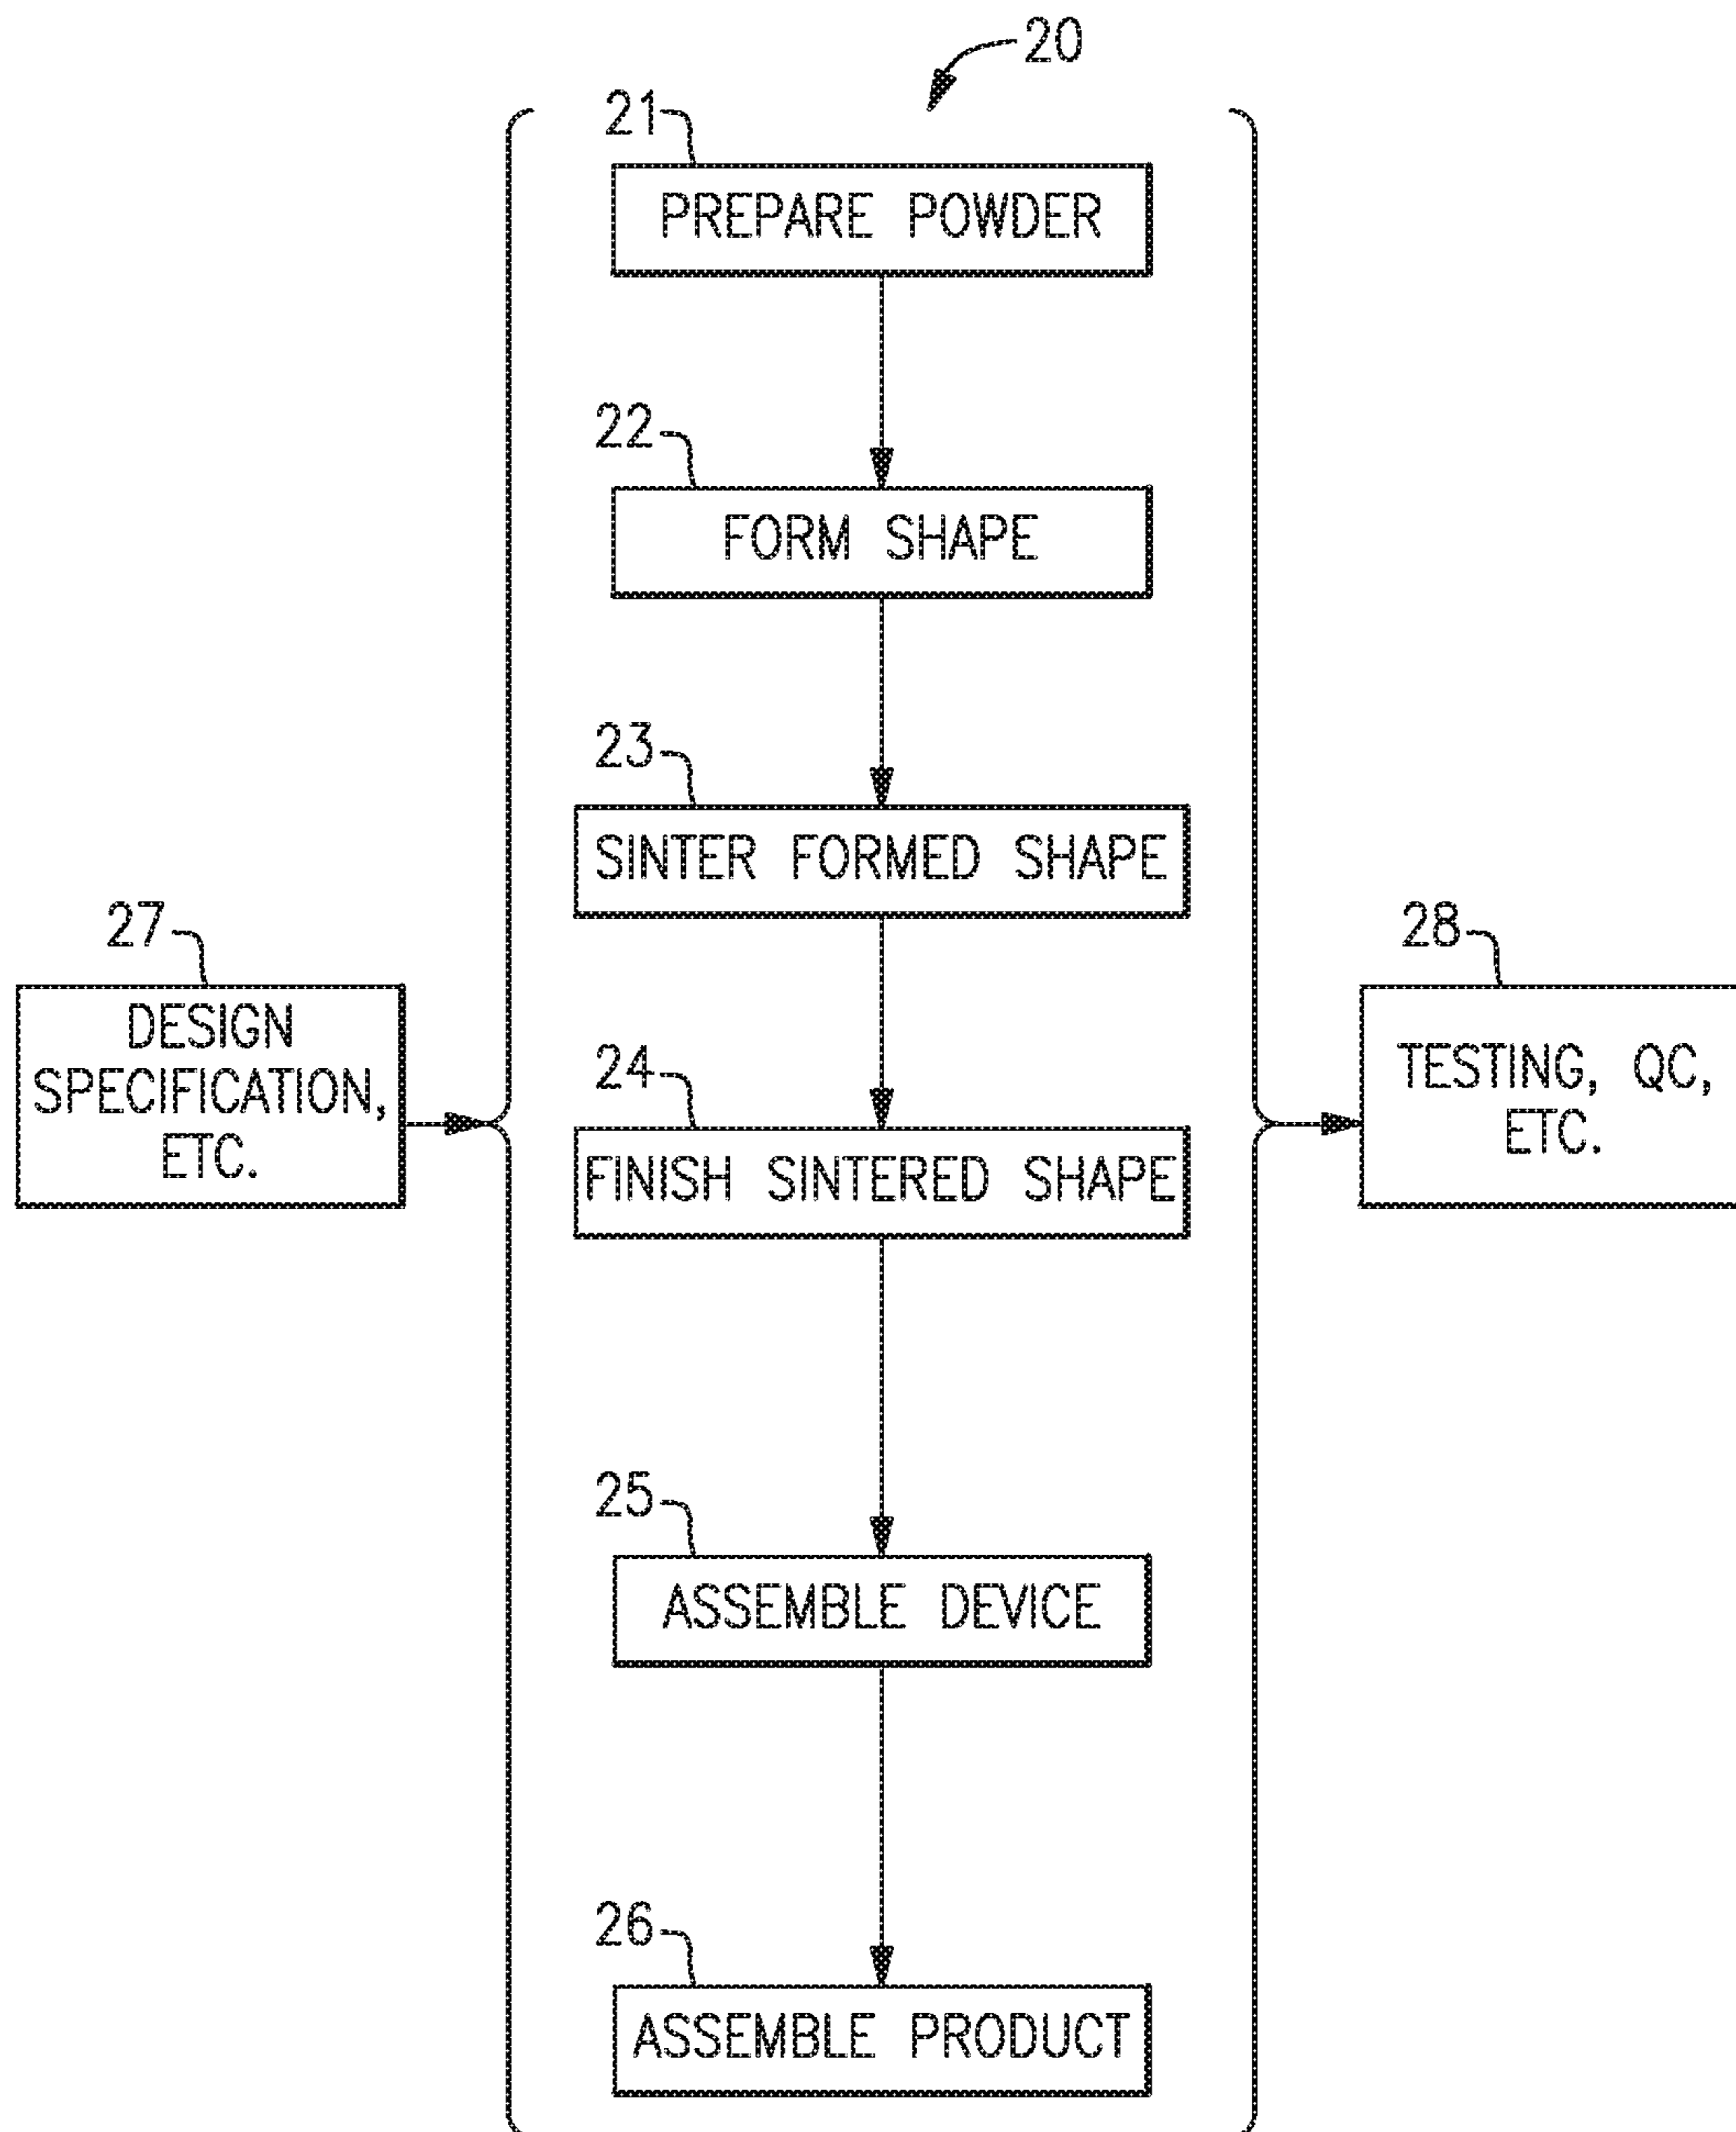 20
21
PREPARE POWDER
22
FORM SHAPE
23
SINTER FORMED SHAPE
27
DESIGN
SPECIFICATION,
ETC.
28
TESTING, QC,
ETC.
24
FINISH SINTERED SHAPE
25
ASSEMBLE DEVICE
26
ASSEMBLE PRODUCT